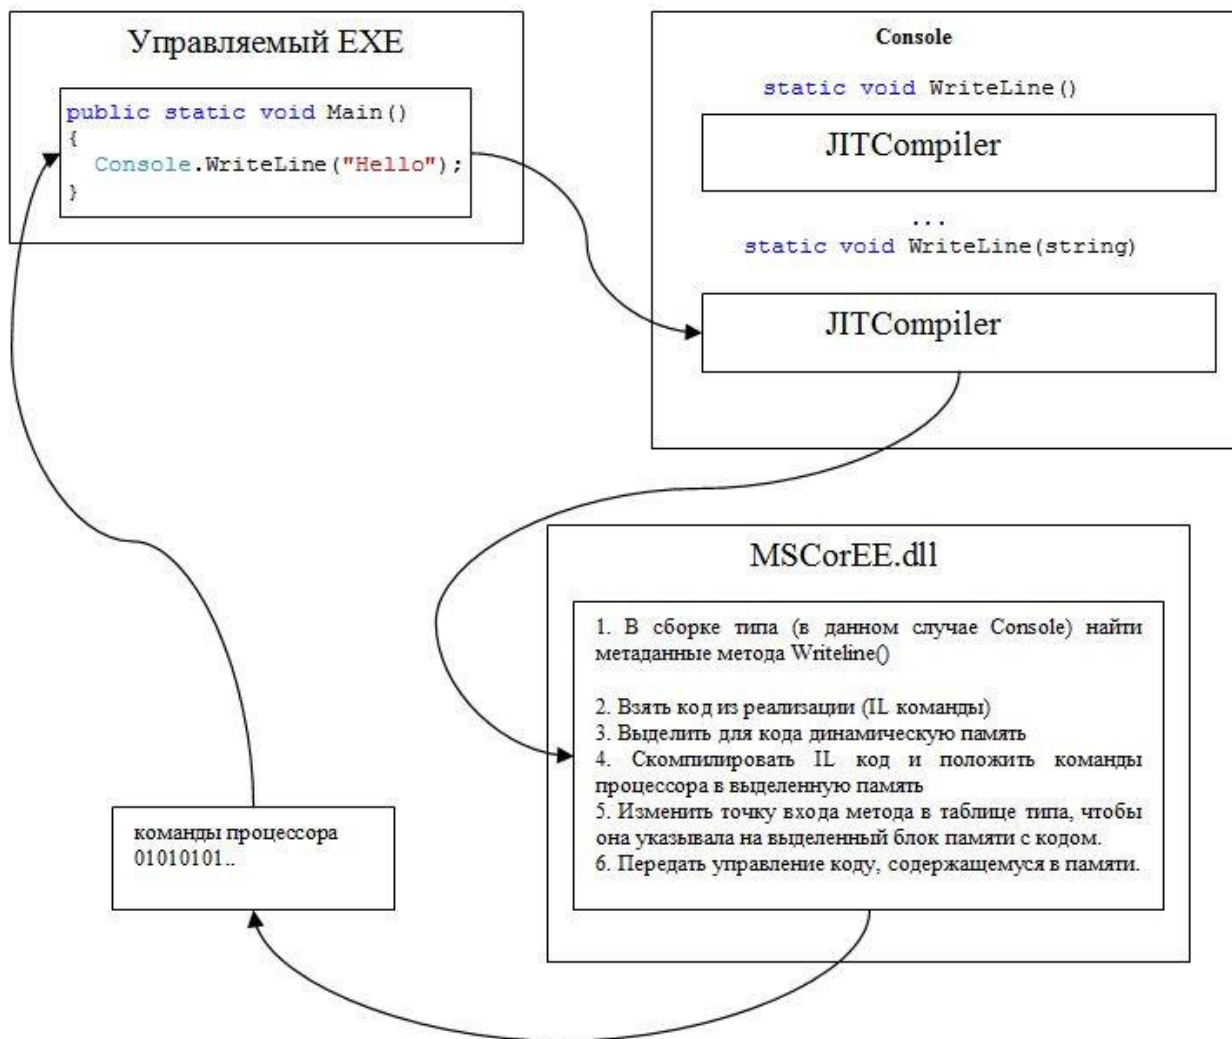 Управляемый EXE
public static void Main()
{
Console.WriteLine("Hello");
}
Console
static void WriteLine()
JITCompiler
...
static void WriteLine(string)
JITCompiler
MSCorEE.dll
1. В сборке типа (в данном случае Console) найти
метаданные метода Writeline()
2. Взять код из реализации (IL команды)
3. Выделить для кода динамическую память
4. Скомпилировать IL код и положить команды
процессора в выделенную память
5. Изменить точку входа метода в таблице типа, чтобы
она указывала на выделенный блок памяти с кодом.
6. Передать управление коду, содержащемуся в памяти.
команды процессора
01010101..